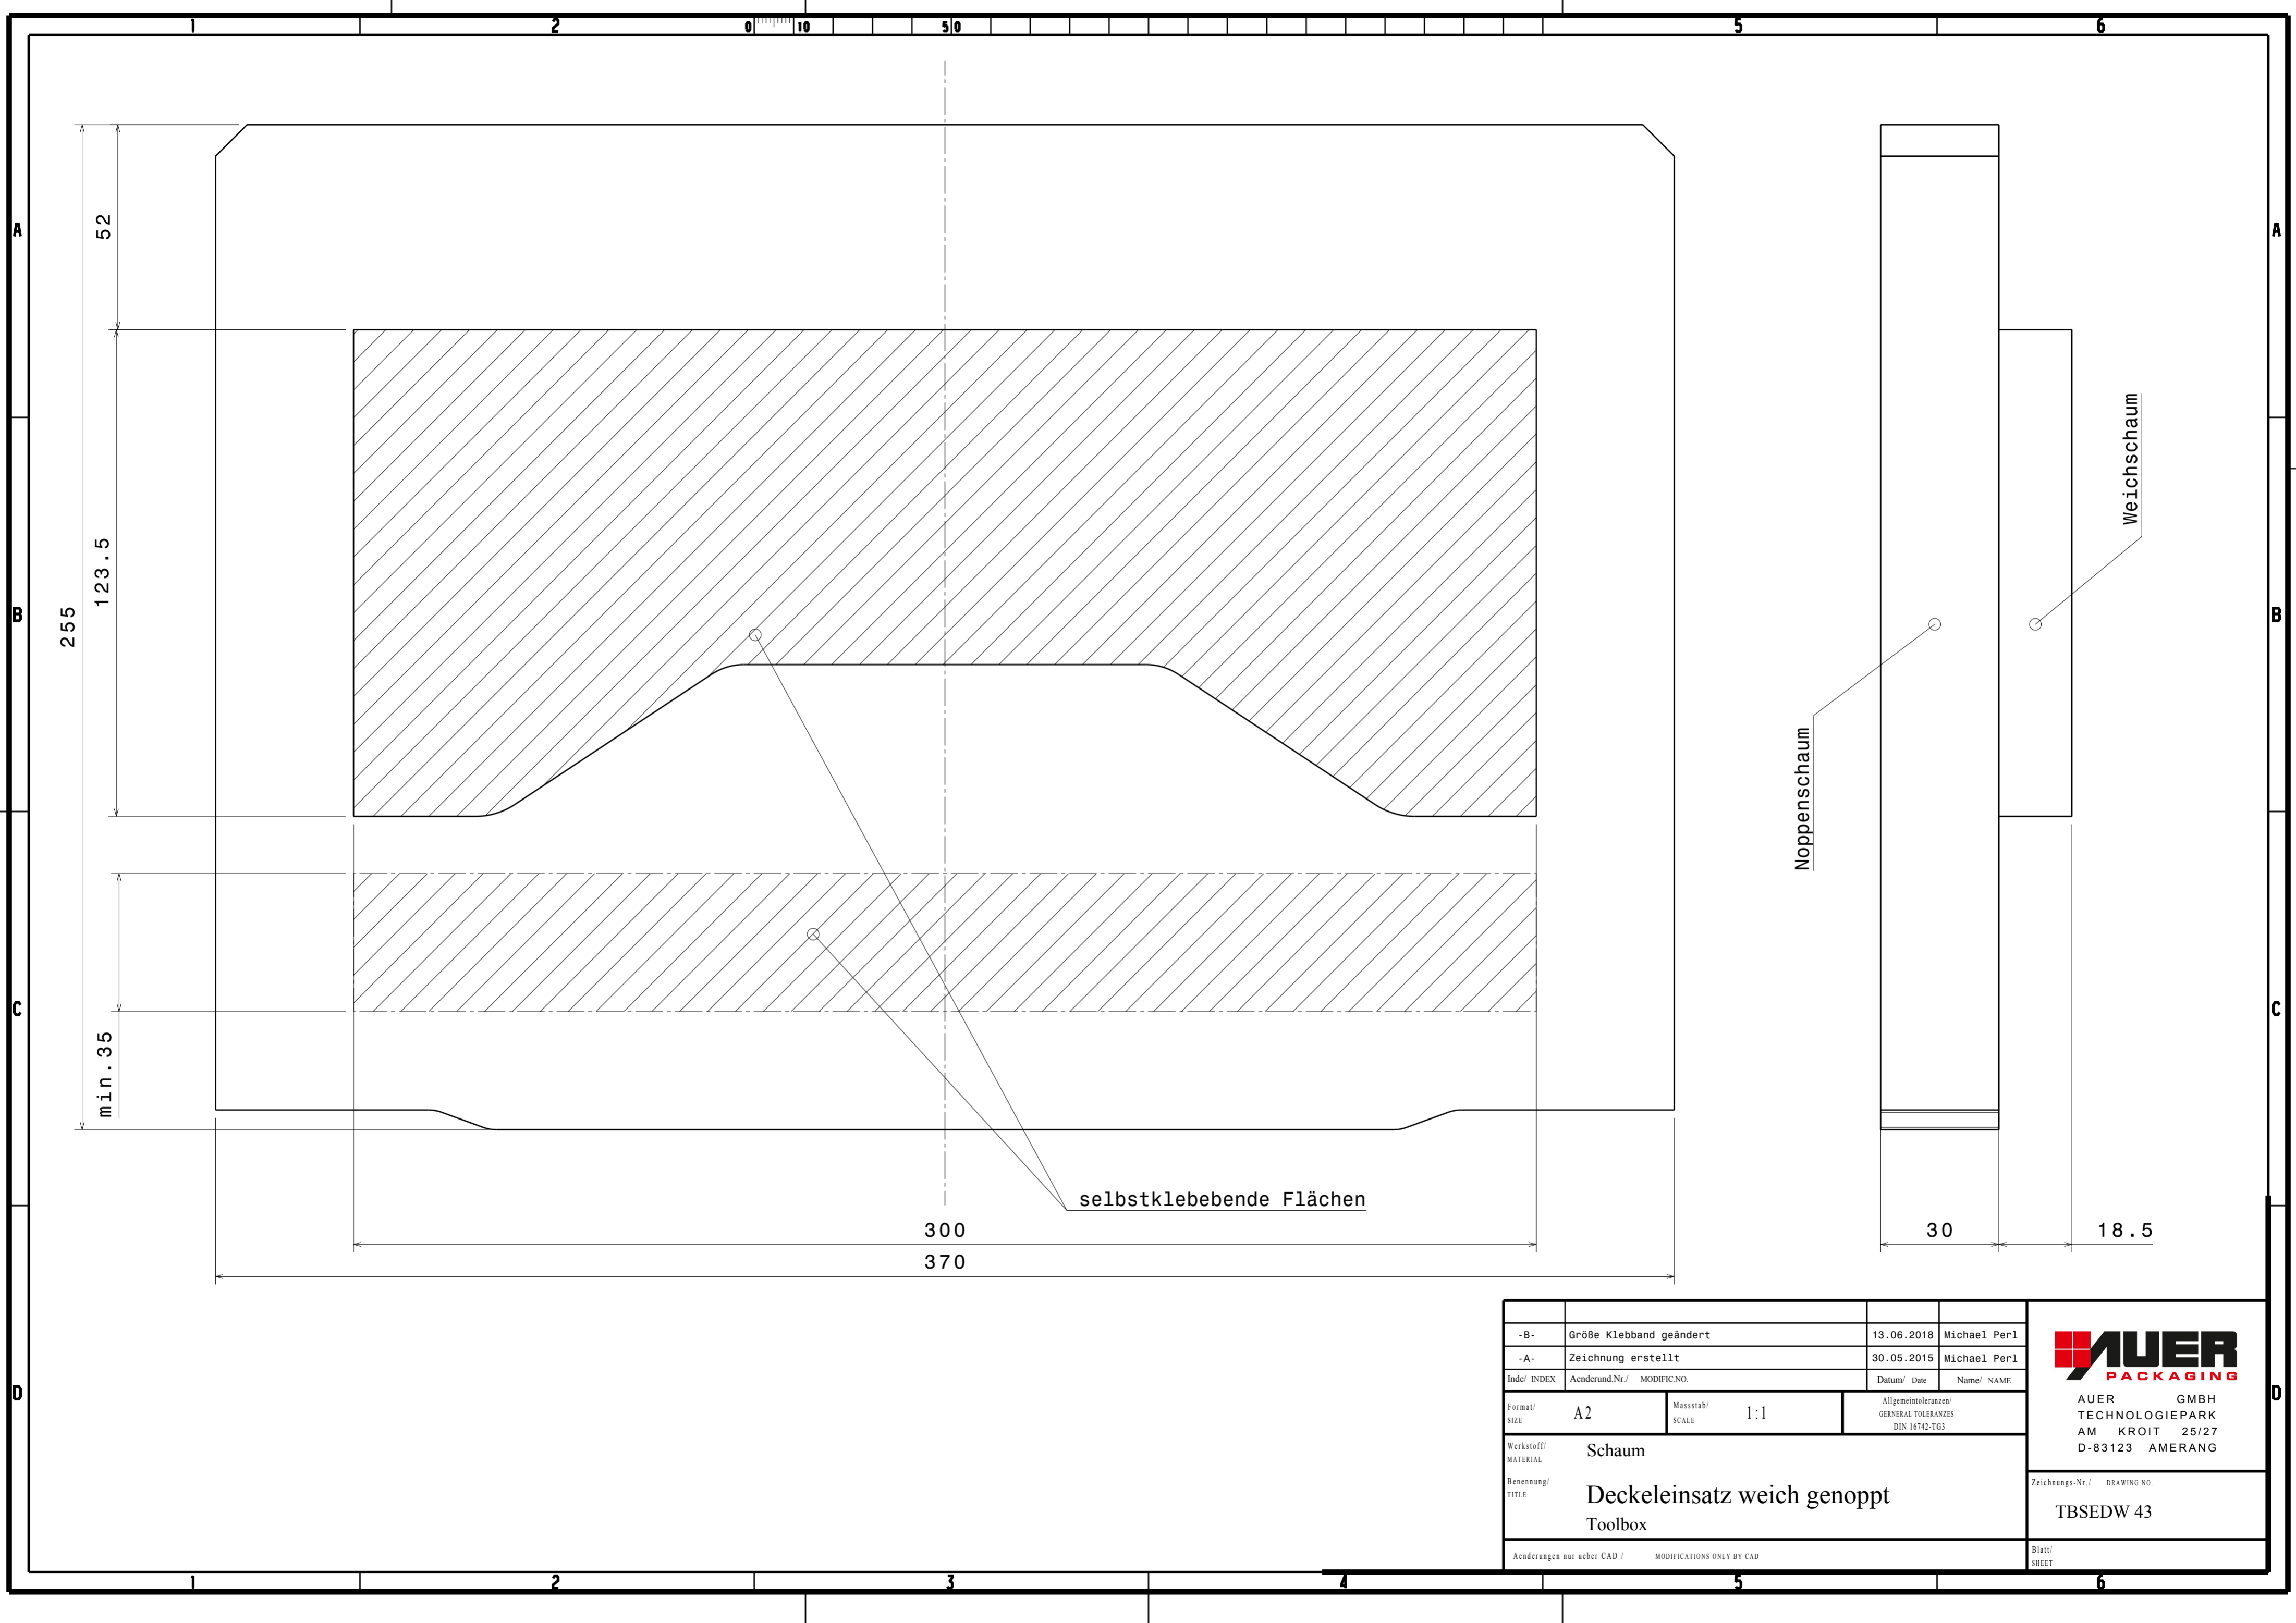 1 2 0 10 50 5 6
A A
52
123.5
255
B B
Weichschaum
Noppenschaum
C C
min.35
selbstklebebende Flächen
300
370
30 18.5
-B- Größe Klebband geändert 13.06.2018 Michael Perl
-A- Zeichnung erstellt 30.05.2015 Michael Perl
Inde/ INDEX Aenderund.Nr./ MODIFIC.NO. Datum/ Date Name/ NAME
Format/
SIZE
A2
Massstab/
SCALE
1:1
Allgemeintoleranzen/
GERNERAL TOLERANZES
DIN 16742-TG3
Werkstoff/
MATERIAL
Schaum
Benennung/
TITLE
Deckeleinsatz weich genoppt
Toolbox
Aenderungen nur ueber CAD / MODIFICATIONS ONLY BY CAD
AUER
PACKAGING
AUER GMBH
TECHNOLOGIEPARK
AM KROIT 25/27
D-83123 AMERANG
Zeichnungs-Nr./ DRAWING NO.
TBSEDW 43
Blatt/
SHEET
D D
1 2 3 4 5 6